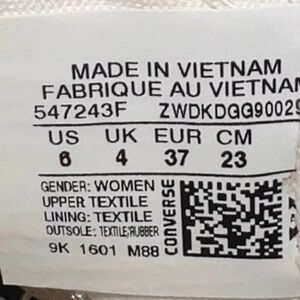 MADE IN VIETNAM
FABRIQUE AU VIETNAM
547243F ZWDKDGG90029
US UK EUR CM
6 4 37 23
GENDER: WOMEN
UPPER TEXTILE
LINING: TEXTILE
OUTSOLE: TEXTILE/RUBBER
9K 1601 M88
CONVERSE